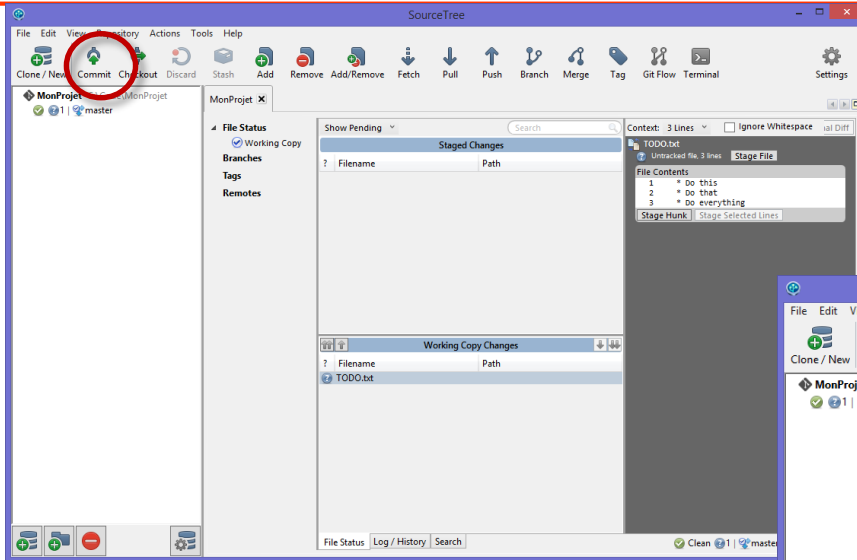 SourceTree
File Edit View Repository Actions Tools Help
Clone / New Commit Checkout Discard Stash Add Remove Add/Remove Fetch Pull Push Branch Merge Tag Git Flow Terminal Settings
MonProjet MonProjet
1 | master
MonProjet
File Status
Working Copy
Branches
Tags
Remotes
Show Pending Search
Staged Changes
? Filename Path
Working Copy Changes
? Filename Path
TODO.txt
File Status Log / History Search
Context: 3 Lines Ignore Whitespace al Diff
TODO.txt
Untracked file, 3 lines Stage File
File Contents
1 * Do this
2 * Do that
3 * Do everything
Stage Hunk Stage Selected Lines
Clean 1 | master
File Edit V
Clone / New
MonProj
1 |